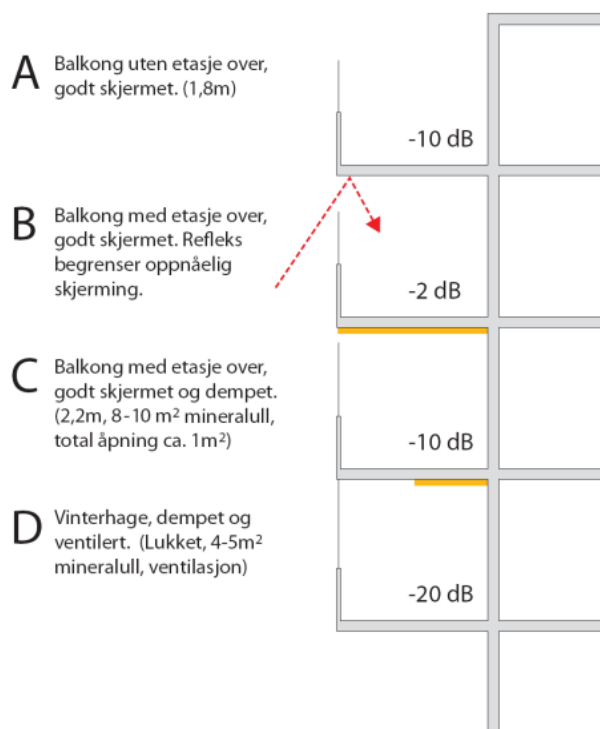 A
Balkong uten etasje over,
godt skjermet. (1,8m)
-10 dB
B
Balkong med etasje over,
godt skjermet. Refleks
begrenser oppnåelig
skjerming.
-2 dB
C
Balkong med etasje over,
godt skjermet og dempet.
(2,2m, 8-10 m² mineralull,
total åpning ca. 1m²)
-10 dB
D
Vinterhage, dempet og
ventilert. (Lukket, 4-5m²
mineralull, ventilasjon)
-20 dB